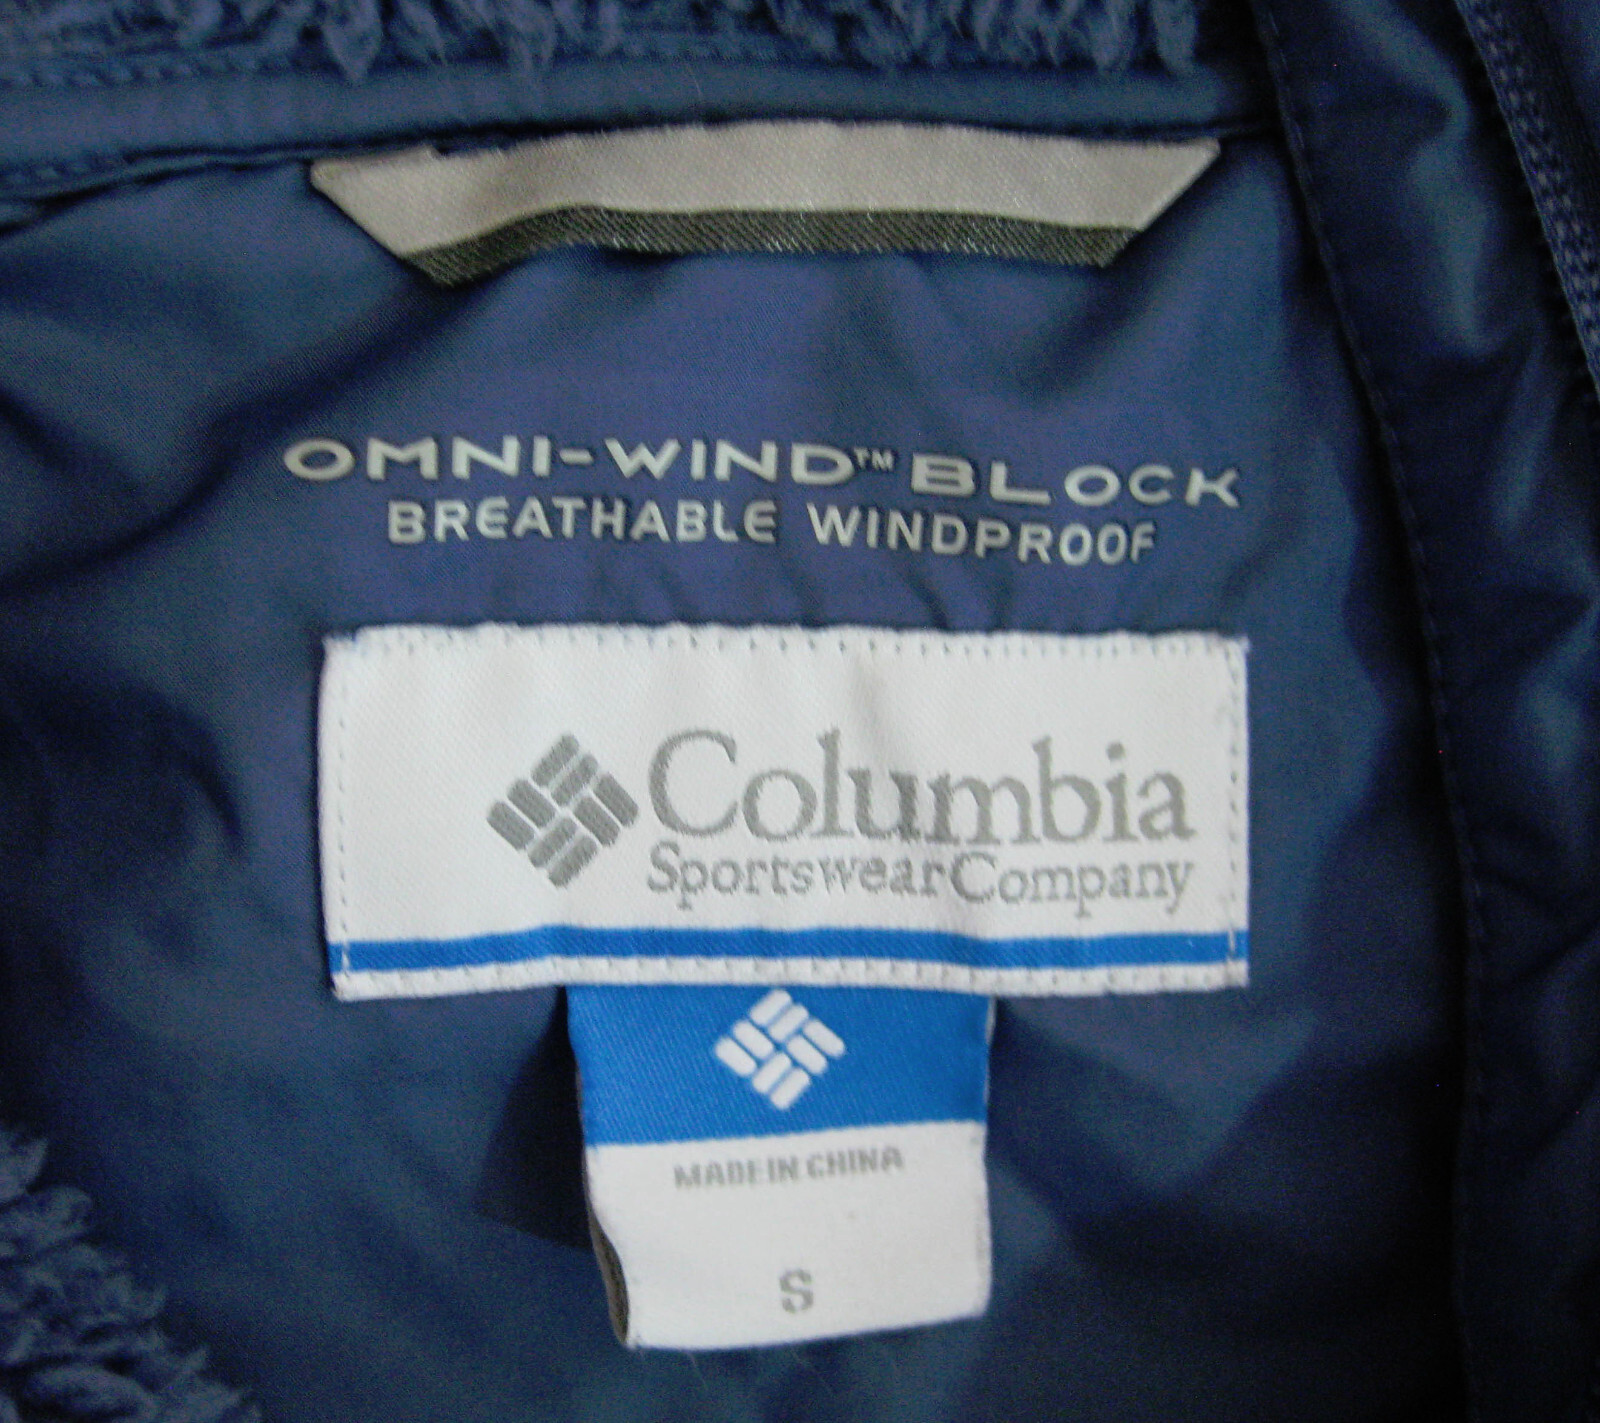 OMNI-WIND™ BLOCK
BREATHABLE WINDPROOF
Columbia
Sportswear Company
MADE IN CHINA
S